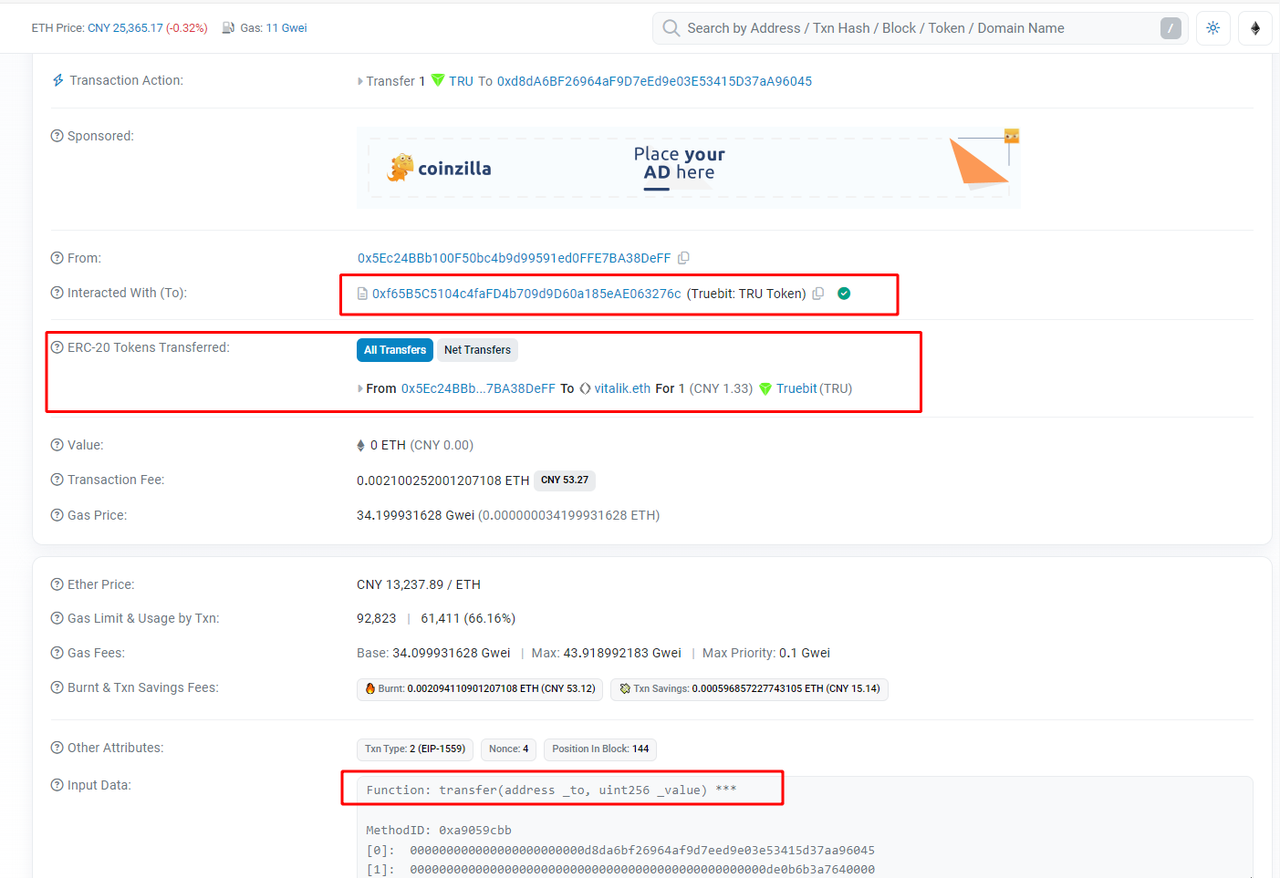 ETH Price: CNY 25,365.17 (-0.32%) Gas: 11 Gwei Search by Address / Txn Hash / Block / Token / Domain Name /
Transaction Action: Transfer 1 TRU To 0xd8dA6BF26964aF9D7eEd9e03E53415D37aA96045
Sponsored:
coinzilla
Place your
AD here
From: 0x5Ec24BBb100F50bc4b9d99591ed0FFE7BA38DeFF
Interacted With (To): 0xf65B5C5104c4faFD4b709d9D60a185eAE063276c (Truebit: TRU Token)
ERC-20 Tokens Transferred: All Transfers Net Transfers
From 0x5Ec24BBb...7BA38DeFF To vitalik.eth For 1 (CNY 1.33) Truebit (TRU)
Value: 0 ETH (CNY 0.00)
Transaction Fee: 0.002100252001207108 ETH CNY 53.27
Gas Price: 34.199931628 Gwei (0.000000034199931628 ETH)
Ether Price: CNY 13,237.89 / ETH
Gas Limit & Usage by Txn: 92,823 | 61,411 (66.16%)
Gas Fees: Base: 34.099931628 Gwei | Max: 43.918992183 Gwei | Max Priority: 0.1 Gwei
Burnt & Txn Savings Fees: Burnt: 0.002094110901207108 ETH (CNY 53.12) Txn Savings: 0.000596857227743105 ETH (CNY 15.14)
Other Attributes: Txn Type: 2 (EIP-1559) Nonce: 4 Position In Block: 144
Input Data: Function: transfer(address _to, uint256 _value) ***
MethodID: 0xa9059cbb
[0]: 000000000000000000000000d8da6bf26964af9d7eed9e03e53415d37aa96045
[1]: 0000000000000000000000000000000000000000000000000de0b6b3a7640000